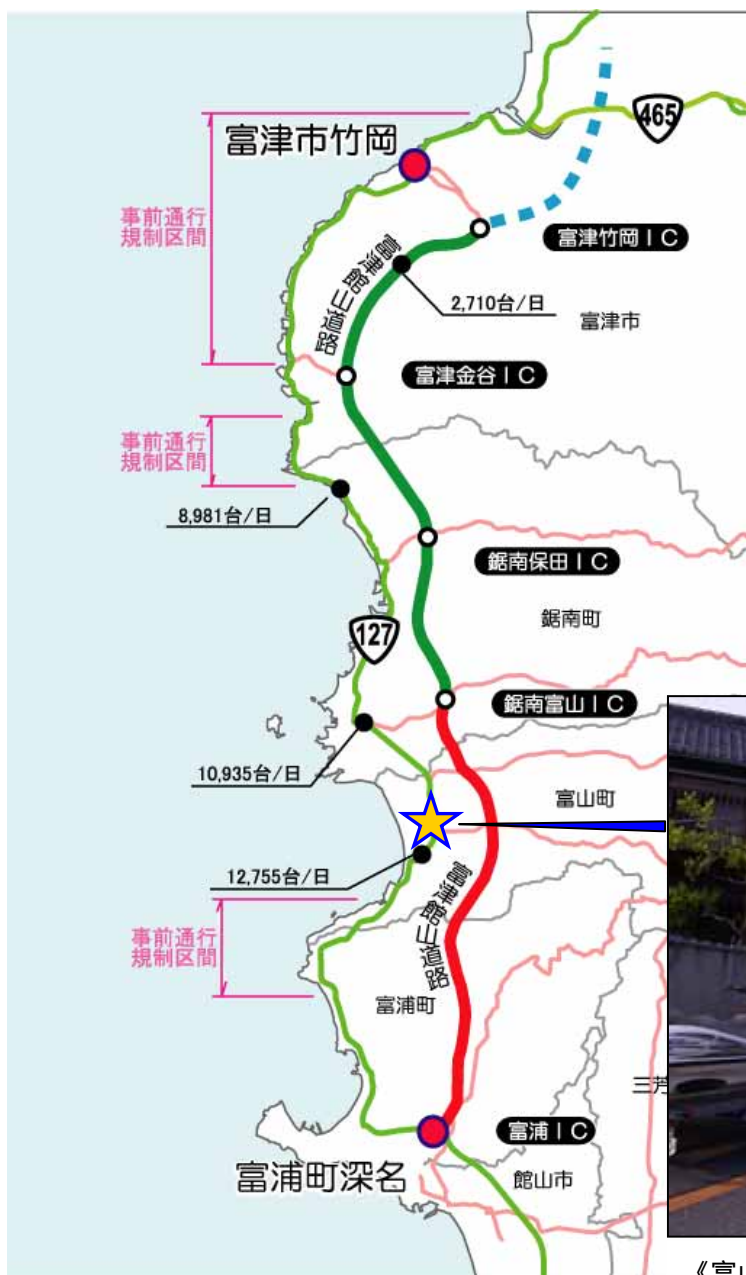 465
富津市竹岡
事前通行
規制区間
富津竹岡IC
富津館山道路
2,710台/日
富津市
富津金谷IC
事前通行
規制区間
8,981台/日
鋸南保田IC
鋸南町
127
鋸南富山IC
10,935台/日
富山町
12,755台/日
富津館山道路
事前通行
規制区間
富浦町
三芳
富浦IC
富浦町深名
館山市
《富山